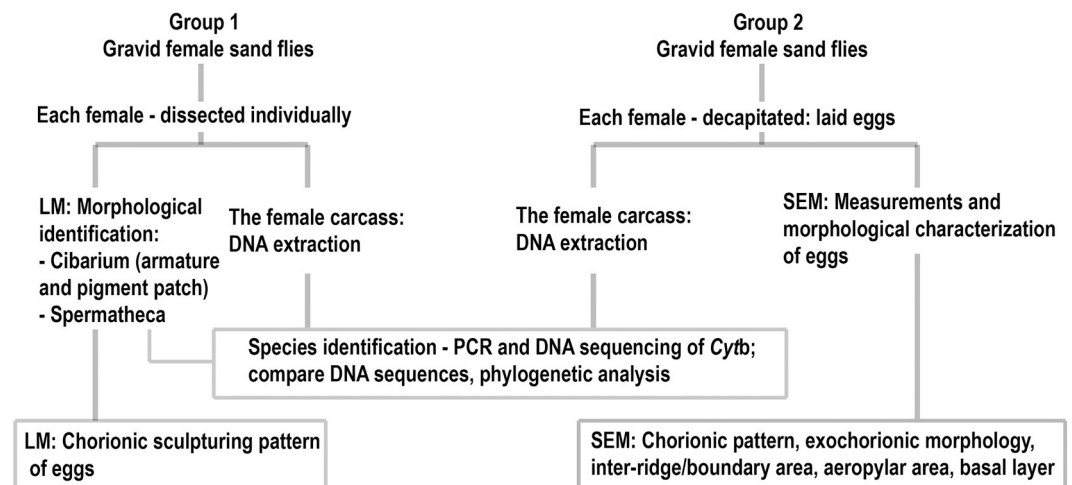 Group 1
Gravid female sand flies
Each female - dissected individually
LM: Morphological
identification:
- Cibarium (armature
and pigment patch)
- Spermatheca
The female carcass:
DNA extraction
Group 2
Gravid female sand flies
Each female - decapitated: laid eggs
The female carcass:
DNA extraction
SEM: Measurements and
morphological characterization
of eggs
Species identification - PCR and DNA sequencing of Cytb;
compare DNA sequences, phylogenetic analysis
LM: Chorionic sculpturing pattern
of eggs
SEM: Chorionic pattern, exochorionic morphology,
inter-ridge/boundary area, aeropylar area, basal layer